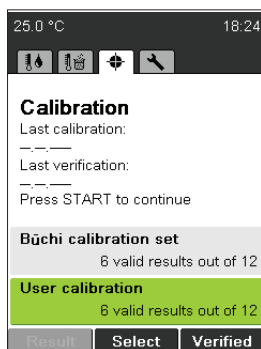 25.0 °C 18:24
Calibration
Last calibration:
—.—.—
Last verification:
—.—.—
Press START to continue
Büchi calibration set
6 valid results out of 12
User calibration
6 valid results out of 12
Result Select Verified